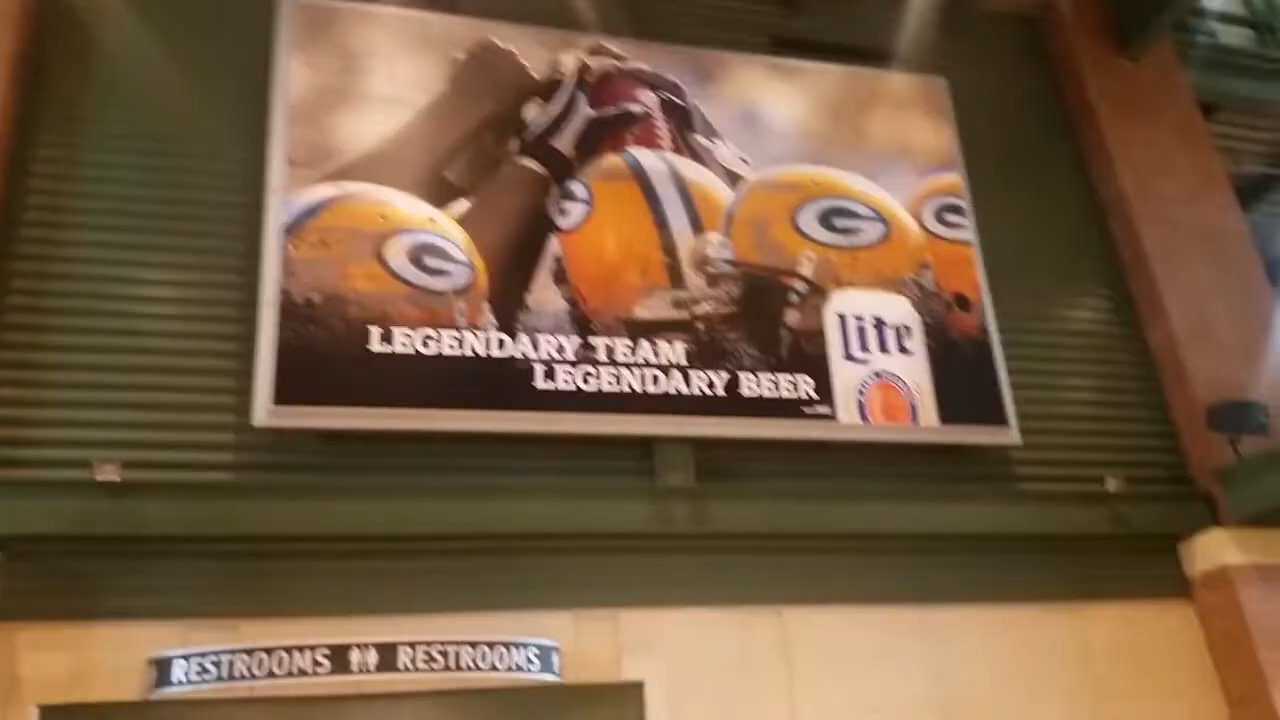 G
G
G
G
LEGENDARY TEAM
LEGENDARY BEER
Lite
RESTROOMS RESTROOMS